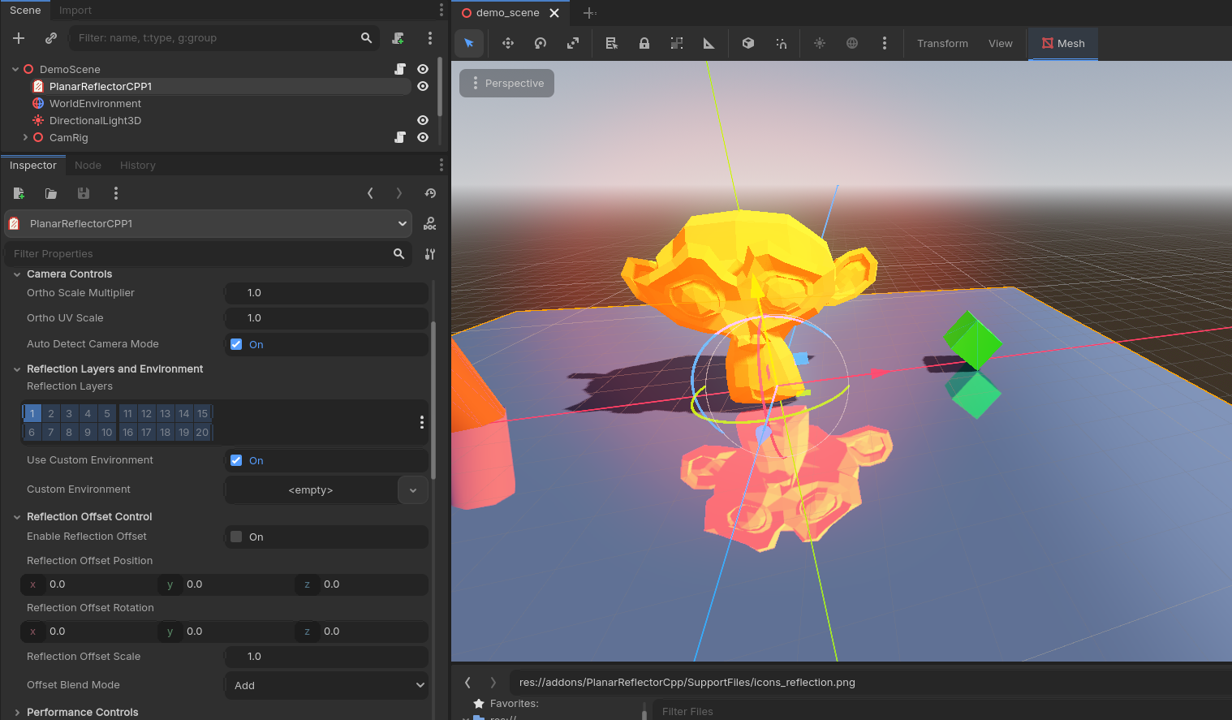 Scene Import
Filter: name, t:type, g:group
DemoScene
PlanarReflectorCPP1
WorldEnvironment
DirectionalLight3D
CamRig
Inspector Node History
PlanarReflectorCPP1
DOC
Filter Properties
Camera Controls
Ortho Scale Multiplier 1.0
Ortho UV Scale 1.0
Auto Detect Camera Mode On
Reflection Layers and Environment
Reflection Layers
1 2 3 4 5 11 12 13 14 15
6 7 8 9 10 16 17 18 19 20
Use Custom Environment On
Custom Environment <empty>
Reflection Offset Control
Enable Reflection Offset On
Reflection Offset Position
x 0.0 y 0.0 z 0.0
Reflection Offset Rotation
x 0.0 y 0.0 z 0.0
Reflection Offset Scale 1.0
Offset Blend Mode Add
Performance Controls
demo_scene
Transform View Mesh
Perspective
res://addons/PlanarReflectorCpp/SupportFiles/icons_reflection.png
Favorites:
res://
Filter Files